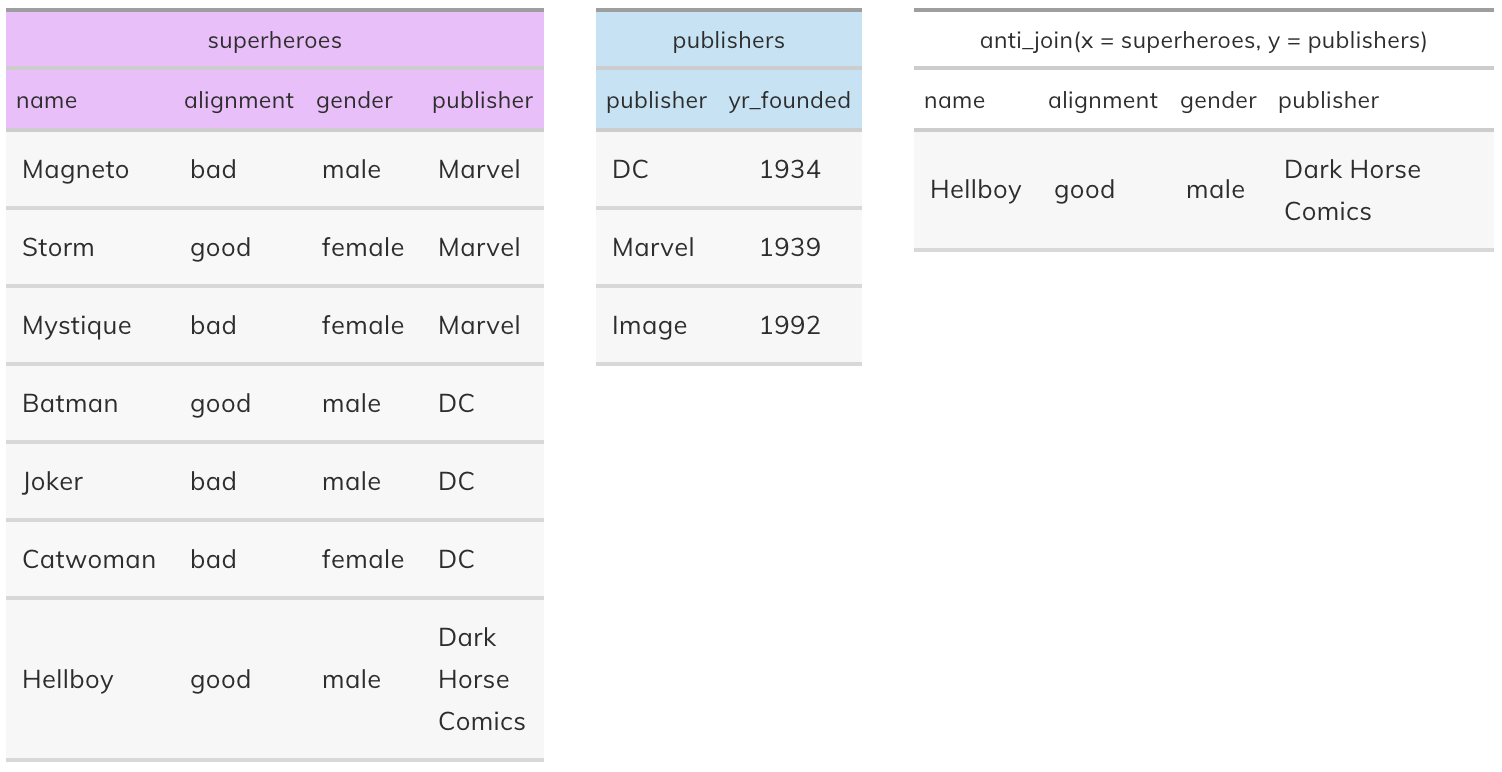 superheroes
name alignment gender publisher
Magneto bad male Marvel
Storm good female Marvel
Mystique bad female Marvel
Batman good male DC
Joker bad male DC
Catwoman bad female DC
Hellboy good male Dark
Horse
Comics
publishers
publisher yr_founded
DC 1934
Marvel 1939
Image 1992
anti_join(x = superheroes, y = publishers)
name alignment gender publisher
Hellboy good male Dark Horse
Comics